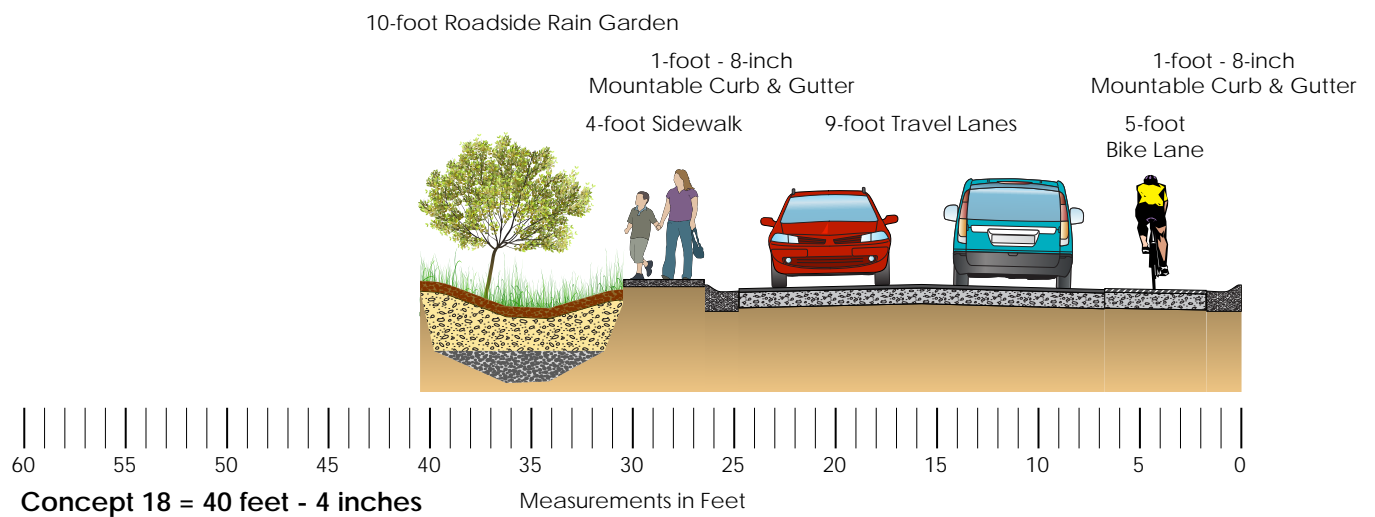 10-foot Roadside Rain Garden
1-foot - 8-inch
Mountable Curb & Gutter
1-foot - 8-inch
Mountable Curb & Gutter
4-foot Sidewalk
9-foot Travel Lanes
5-foot
Bike Lane
60 55 50 45 40 35 30 25 20 15 10 5 0
Concept 18 = 40 feet - 4 inches
Measurements in Feet